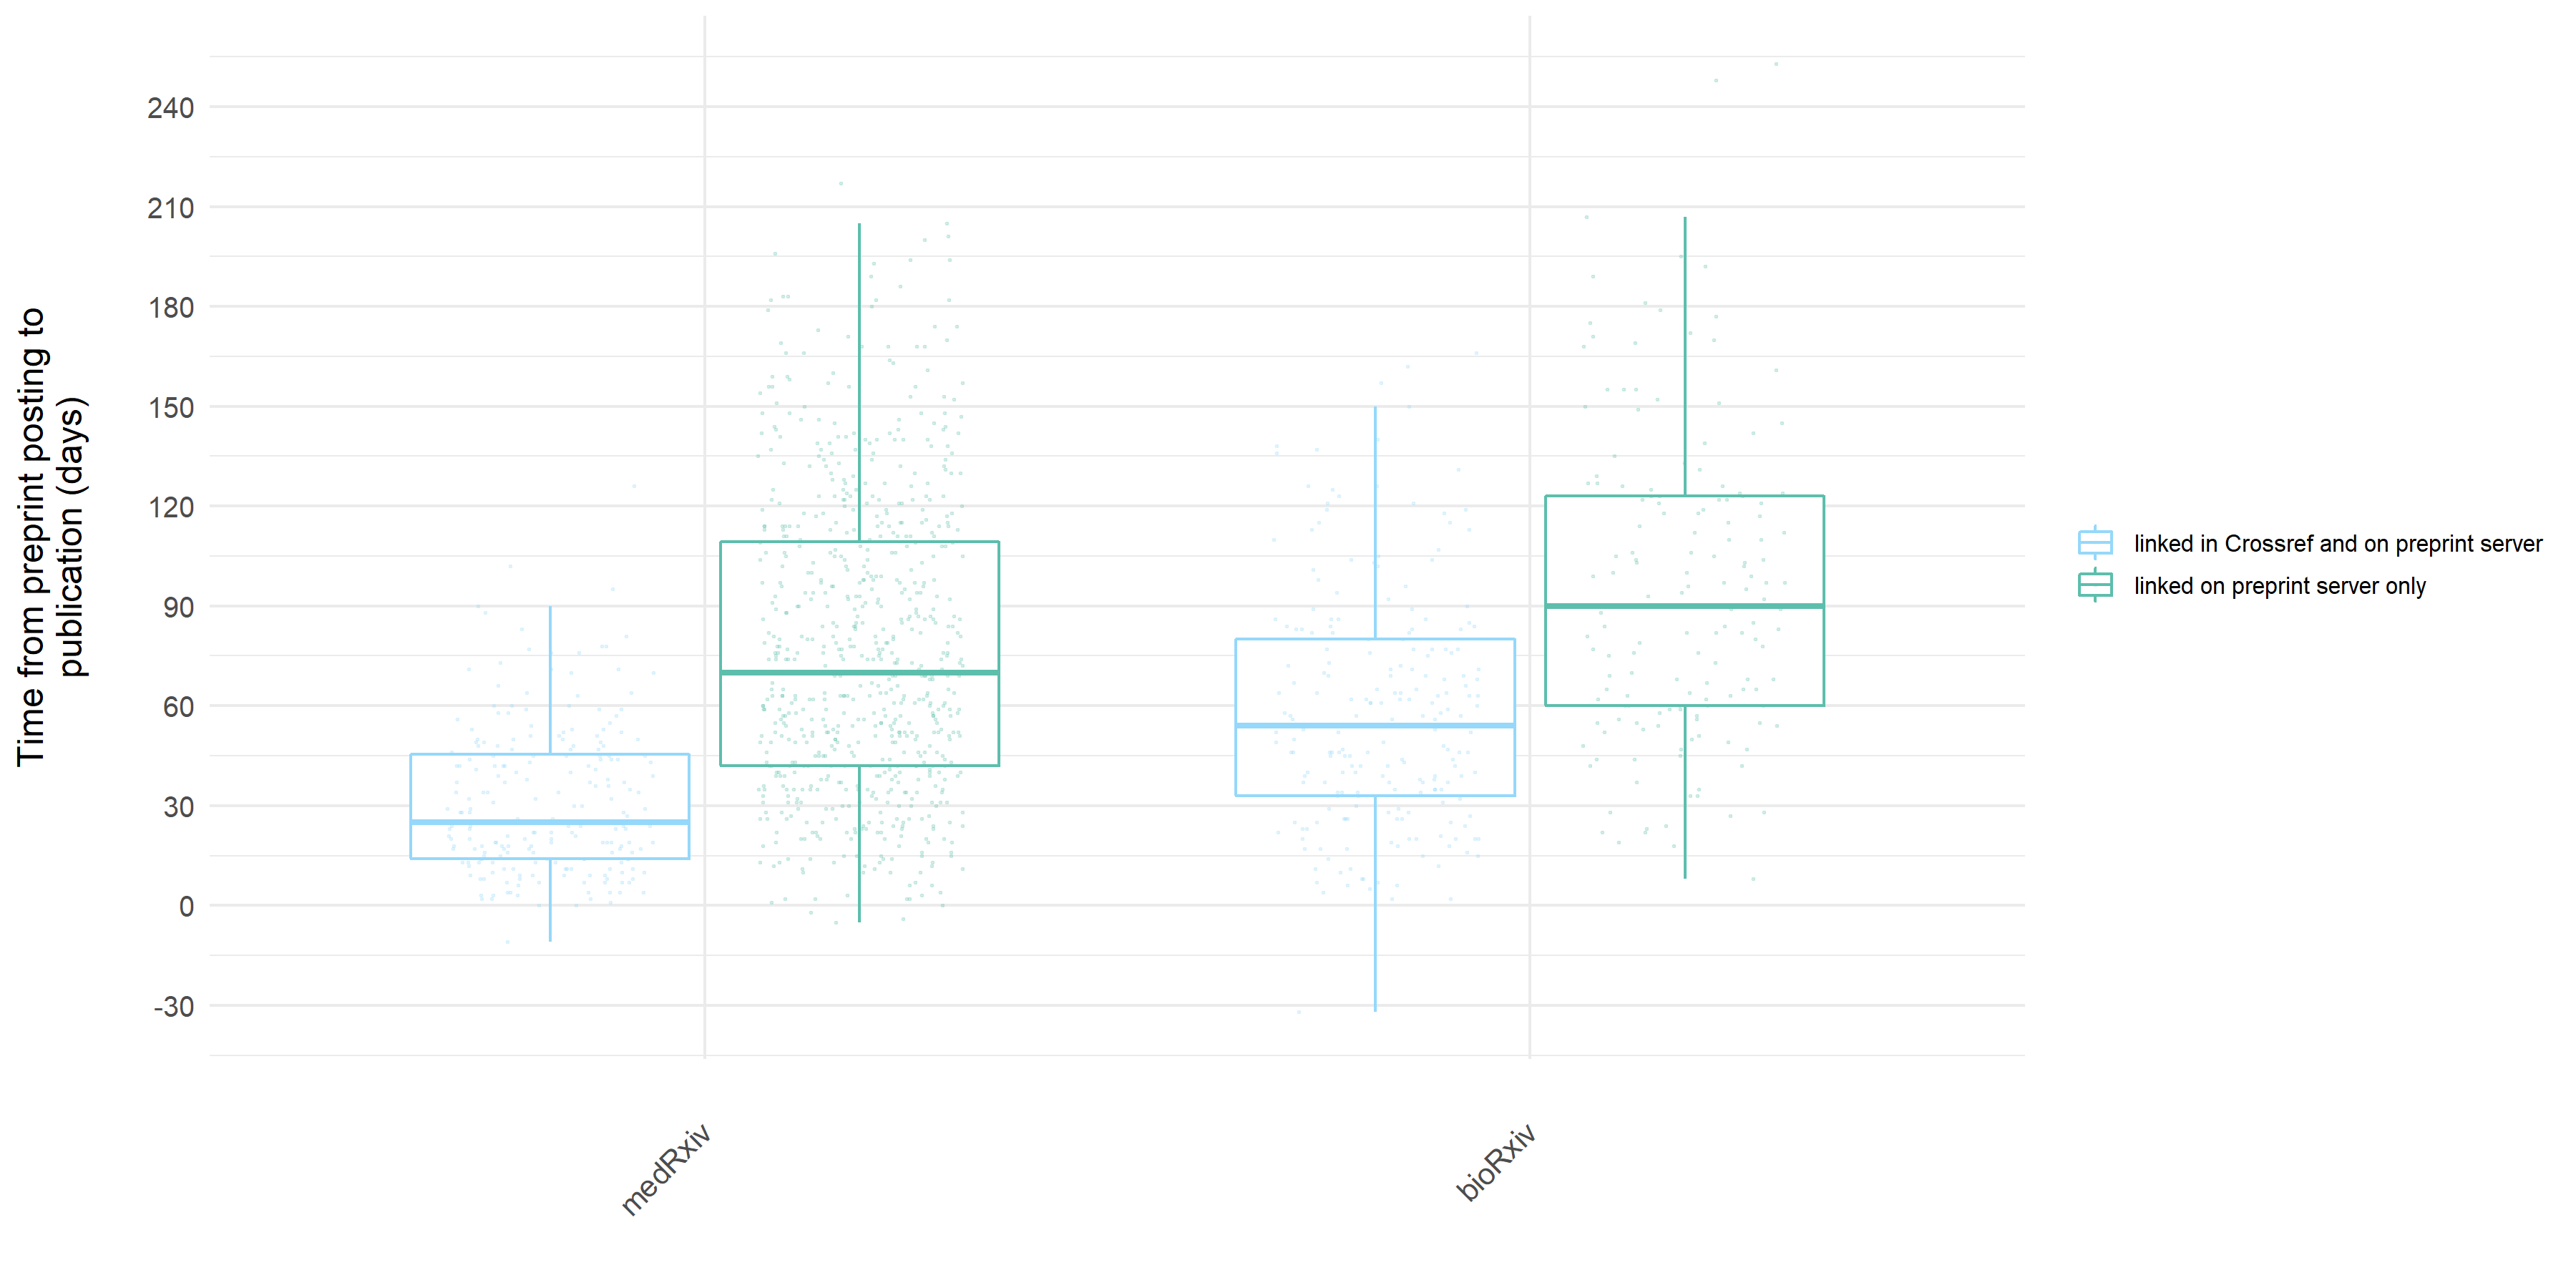 Time from preprint posting to
publication (days)
240
210
180
150
120
90
60
30
0
-30
medRxiv
bioRxiv
linked in Crossref and on preprint server
linked on preprint server only